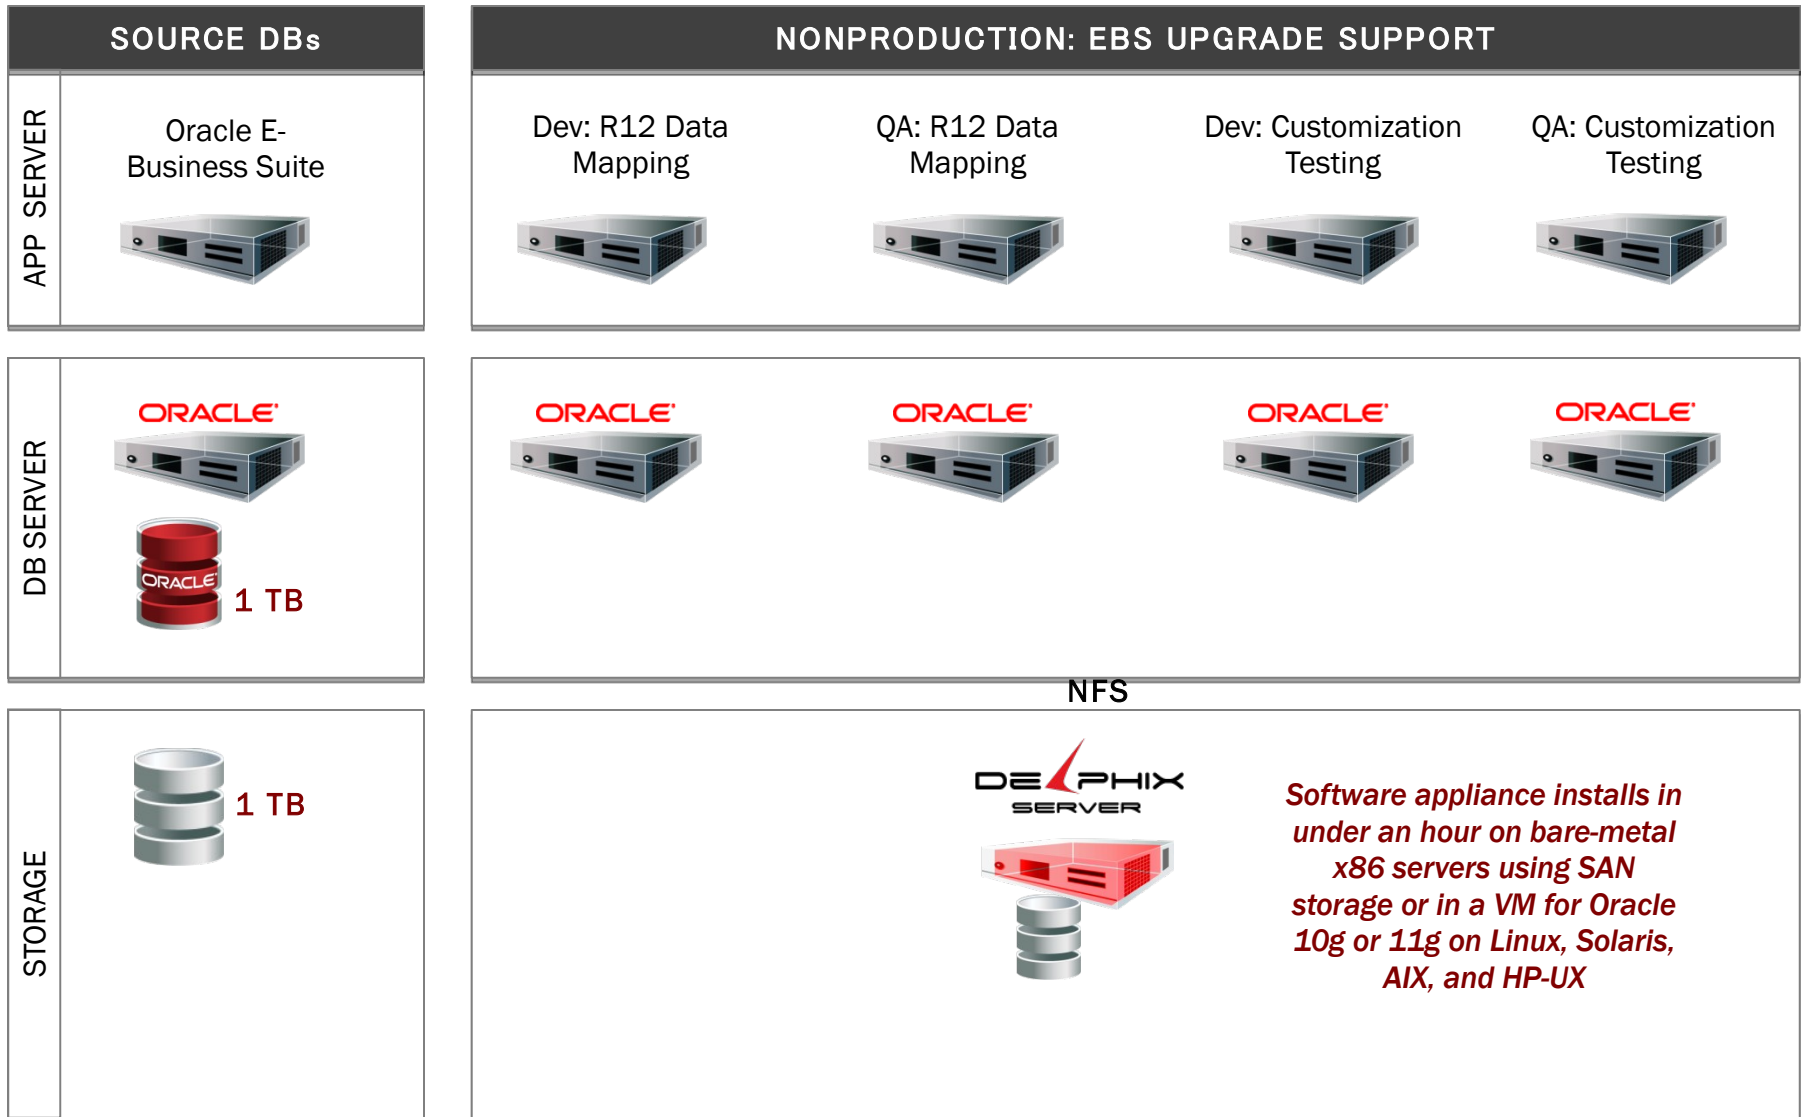 SOURCE DBs
NONPRODUCTION: EBS UPGRADE SUPPORT
APP SERVER
Oracle E-
Business Suite
Dev: R12 Data
Mapping
QA: R12 Data
Mapping
Dev: Customization
Testing
QA: Customization
Testing
DB SERVER
ORACLE
ORACLE
ORACLE
ORACLE
ORACLE
ORACLE
1 TB
NFS
STORAGE
1 TB
DELPHIX
SERVER
Software appliance installs in
under an hour on bare-metal
x86 servers using SAN
storage or in a VM for Oracle
10g or 11g on Linux, Solaris,
AIX, and HP-UX